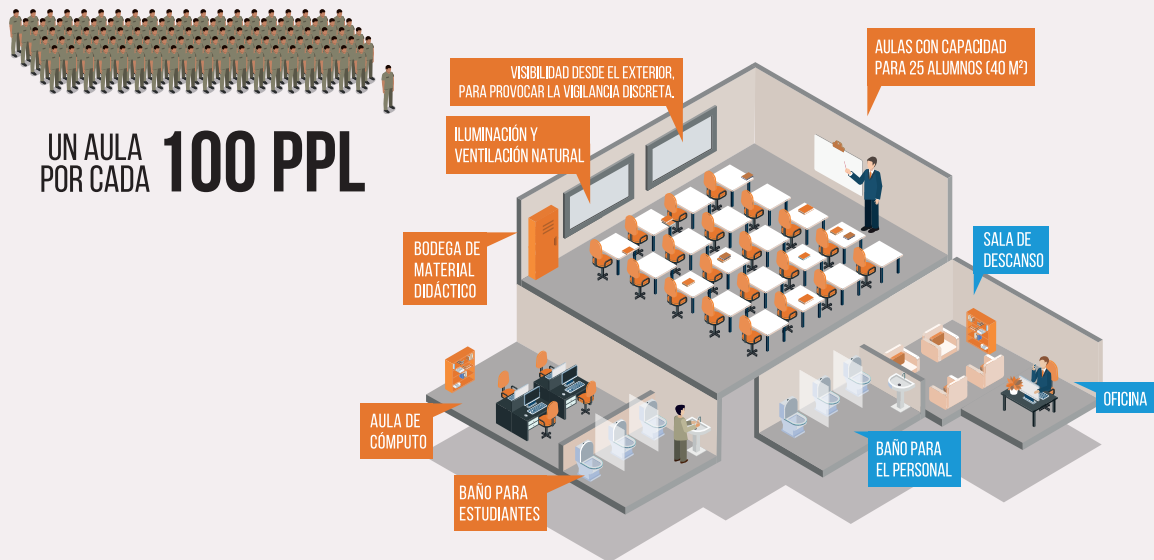 UN AULA
POR CADA 100 PPL
VISIBILIDAD DESDE EL EXTERIOR,
PARA PROVOCAR LA VIGILANCIA DISCRETA.
AULAS CON CAPACIDAD
PARA 25 ALUMNOS (40 M²)
ILUMINACIÓN Y
VENTILACIÓN NATURAL
BODEGA DE
MATERIAL
DIDÁCTICO
SALA DE
DESCANSO
AULA DE
CÓMPUTO
OFICINA
BAÑO PARA
EL PERSONAL
BAÑO PARA
ESTUDIANTES